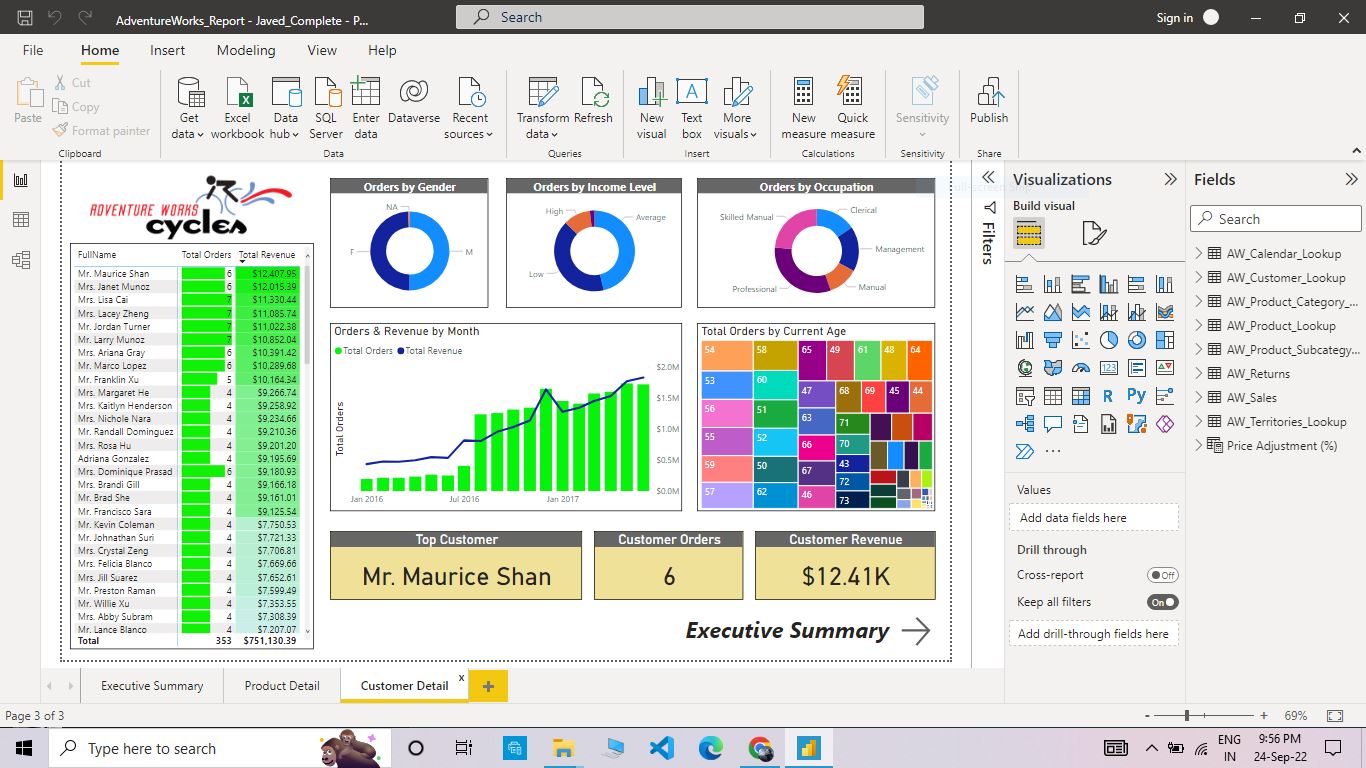 AdventureWorks_Report - Javed_Complete - P...
Search
Sign in
File Home Insert Modeling View Help
Paste
Cut
Copy
Format painter
Clipboard
Get data
Excel workbook
Data hub
SQL Server
Enter data
Dataverse
Recent sources
Data
Transform data
Refresh
Queries
New visual
Text box
More visuals
Insert
New measure
Quick measure
Calculations
Sensitivity
Sensitivity
Publish
Share
ADVENTURE WORKS
cycles
FullName Total Orders Total Revenue
Mr. Maurice Shan 6 $12,407.95
Mrs. Janet Munoz 6 $12,015.39
Mrs. Lisa Cai 7 $11,330.44
Mrs. Lacey Zheng 7 $11,085.74
Mr. Jordan Turner 7 $11,022.38
Mr. Larry Munoz 7 $10,852.04
Mrs. Ariana Gray 6 $10,391.42
Mr. Marco Lopez 6 $10,289.68
Mr. Franklin Xu 5 $10,164.34
Mrs. Margaret He 4 $9,266.74
Mrs. Kaitlyn Henderson 4 $9,258.92
Mrs. Nichole Nara 4 $9,234.66
Mr. Randall Dominguez 4 $9,210.36
Mrs. Rosa Hu 4 $9,201.20
Adriana Gonzalez 4 $9,195.69
Mrs. Dominique Prasad 6 $9,180.93
Mrs. Brandi Gill 4 $9,166.18
Mr. Brad She 4 $9,161.01
Mr. Francisco Sara 4 $9,125.54
Mr. Kevin Coleman 4 $7,750.53
Mr. Johnathan Suri 4 $7,721.33
Mrs. Crystal Zeng 4 $7,706.81
Mrs. Felicia Blanco 4 $7,669.66
Mrs. Jill Suarez 4 $7,652.61
Mr. Preston Raman 4 $7,599.49
Mr. Willie Xu 4 $7,353.55
Mrs. Abby Subram 4 $7,308.39
Mr. Lance Blanco 4 $7,207.07
Total 353 $751,130.39
Orders by Gender
NA
F
M
Orders by Income Level
High
Average
Low
Orders by Occupation
Skilled Manual
Clerical
Management
Professional
Manual
Orders & Revenue by Month
Total Orders Total Revenue
Total Orders
$2.0M
$1.5M
$1.0M
$0.5M
$0.0M
Jan 2016 Jul 2016 Jan 2017
Total Orders by Current Age
54 58 65 49 61 48 64
53 60 47 68 69 45 44
56 51 63 71
55 52 66 70
59 50 67 43
72
57 62 46 73
Top Customer
Mr. Maurice Shan
Customer Orders
6
Customer Revenue
$12.41K
Executive Summary
Filters
Visualizations
Build visual
R Py
123
Values
Add data fields here
Drill through
Cross-report
Off
Keep all filters
On
Add drill-through fields here
Fields
Search
AW_Calendar_Lookup
AW_Customer_Lookup
AW_Product_Category_...
AW_Product_Lookup
AW_Product_Subcategy...
AW_Returns
AW_Sales
AW_Territories_Lookup
Price Adjustment (%)
Executive Summary Product Detail Customer Detail x +
Page 3 of 3
- + 69%
Type here to search
ENG
IN
9:56 PM
24-Sep-22